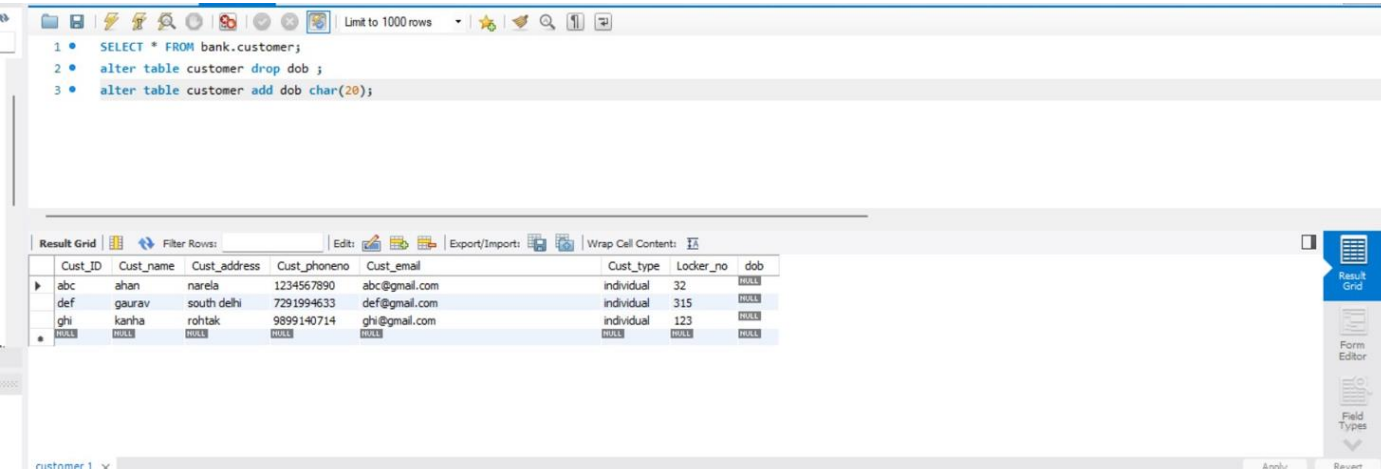 Limit to 1000 rows
1 SELECT * FROM bank.customer;
2 alter table customer drop dob ;
3 alter table customer add dob char(20);
Result Grid Filter Rows: Edit: Export/Import: Wrap Cell Content: IA
Cust_ID Cust_name Cust_address Cust_phoneno Cust_email Cust_type Locker_no dob
abc ahan narela 1234567890 abc@gmail.com individual 32 NULL
def gaurav south delhi 7291994633 def@gmail.com individual 315 NULL
ghi kanha rohtak 9899140714 ghi@gmail.com individual 123 NULL
NULL NULL NULL NULL NULL NULL NULL NULL
Result
Grid
Form
Editor
Field
Types
customer 1 Apply Revert